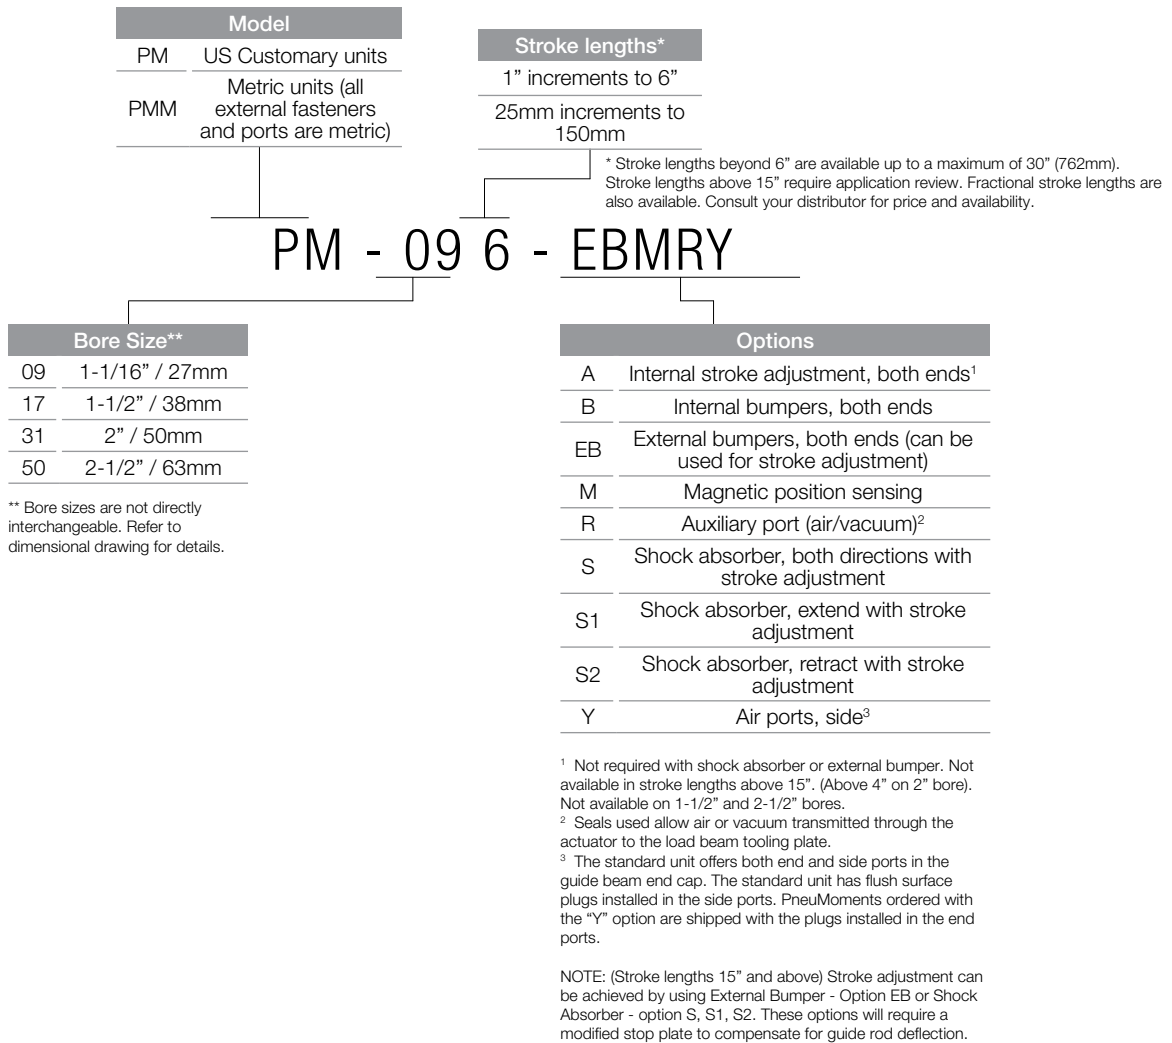 Model
PM US Customary units
PMM Metric units (all
external fasteners
and ports are metric)
Stroke lengths*
1” increments to 6”
25mm increments to
150mm
* Stroke lengths beyond 6” are available up to a maximum of 30” (762mm).
Stroke lengths above 15” require application review. Fractional stroke lengths are
also available. Consult your distributor for price and availability.
PM - 09 6 - EBMRY
Bore Size**
09 1-1/16” / 27mm
17 1-1/2” / 38mm
31 2” / 50mm
50 2-1/2” / 63mm
** Bore sizes are not directly
interchangeable. Refer to
dimensional drawing for details.
Options
A Internal stroke adjustment, both ends¹
B Internal bumpers, both ends
EB External bumpers, both ends (can be
used for stroke adjustment)
M Magnetic position sensing
R Auxiliary port (air/vacuum)²
S Shock absorber, both directions with
stroke adjustment
S1 Shock absorber, extend with stroke
adjustment
S2 Shock absorber, retract with stroke
adjustment
Y Air ports, side³
¹ Not required with shock absorber or external bumper. Not
available in stroke lengths above 15”. (Above 4” on 2” bore).
Not available on 1-1/2” and 2-1/2” bores.
² Seals used allow air or vacuum transmitted through the
actuator to the load beam tooling plate.
³ The standard unit offers both end and side ports in the
guide beam end cap. The standard unit has flush surface
plugs installed in the side ports. PneuMoments ordered with
the “Y” option are shipped with the plugs installed in the end
ports.
NOTE: (Stroke lengths 15” and above) Stroke adjustment can
be achieved by using External Bumper - Option EB or Shock
Absorber - option S, S1, S2. These options will require a
modified stop plate to compensate for guide rod deflection.